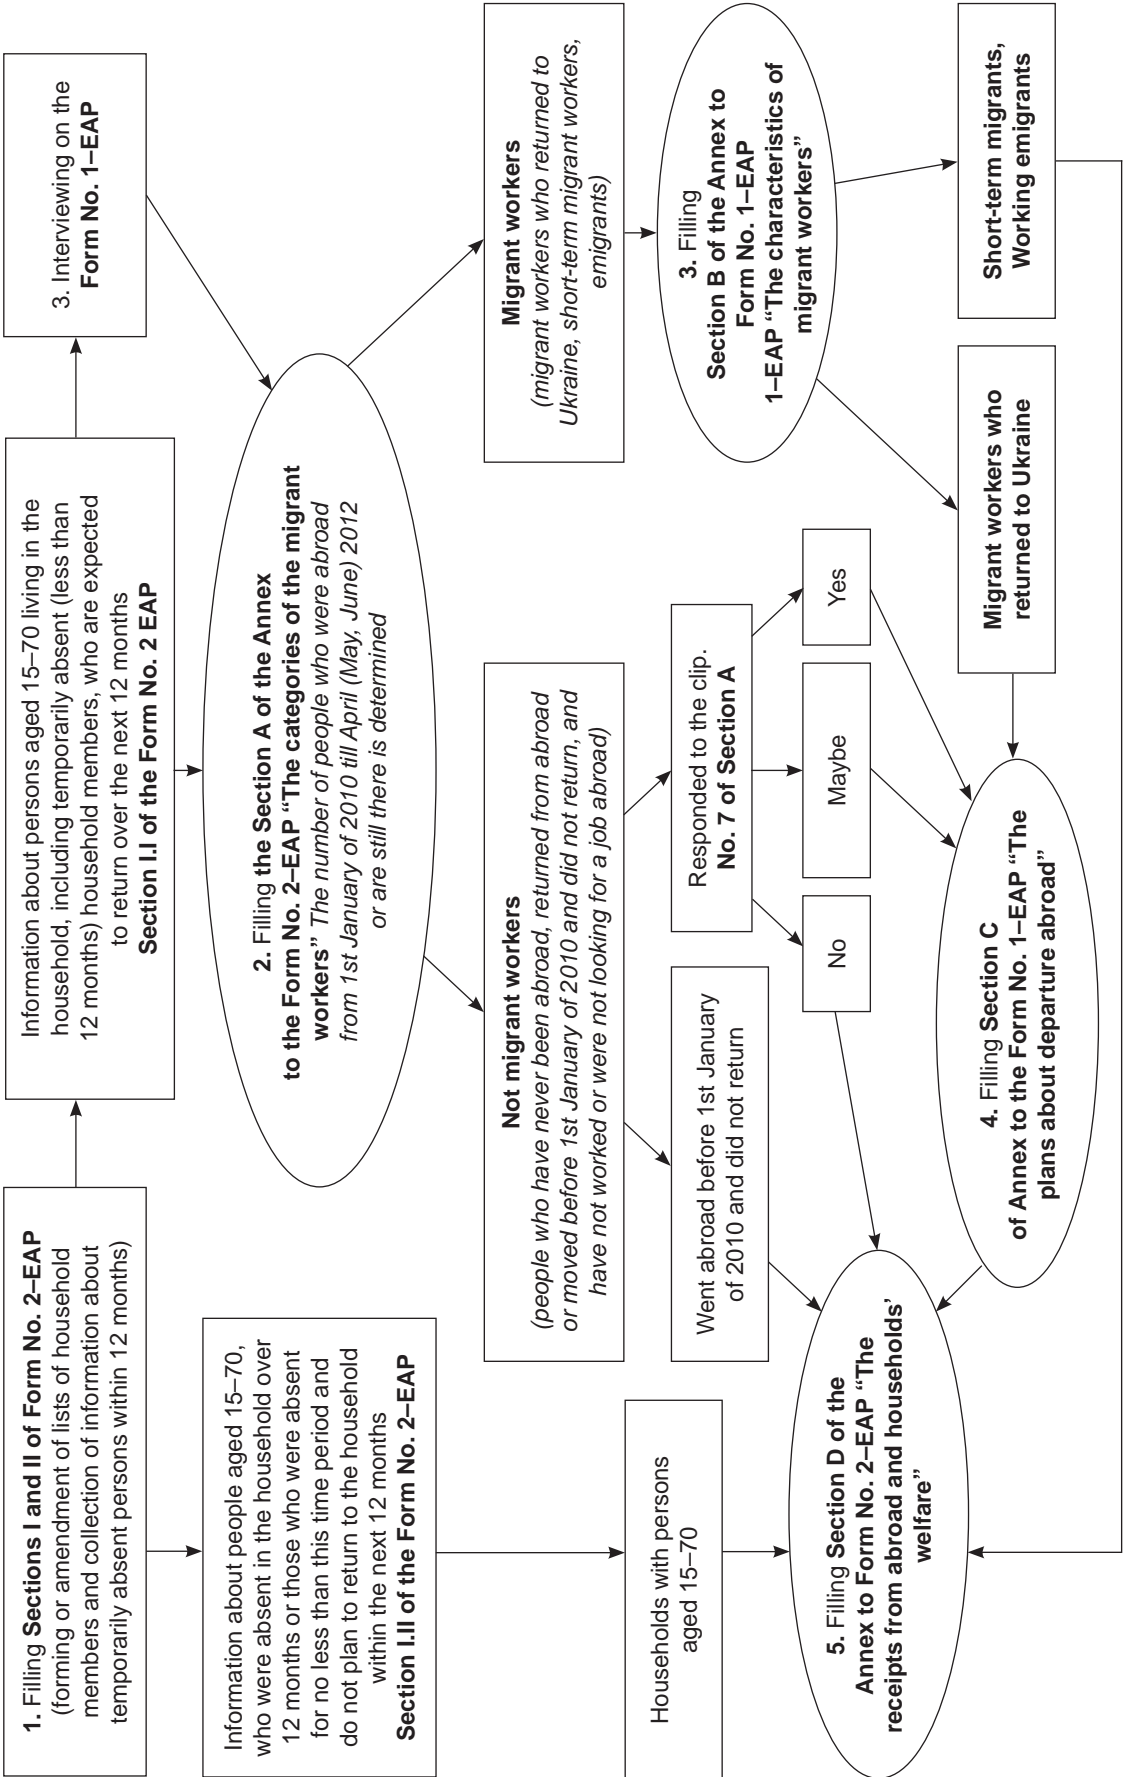 1. Filling Sections I and II of Form No. 2–EAP
(forming or amendment of lists of household
members and collection of information about
temporarily absent persons within 12 months)
Information about persons aged 15–70 living in the
household, including temporarily absent (less than
12 months) household members, who are expected
to return over the next 12 months
Section I.I of the Form No. 2 EAP
3. Interviewing on the
Form No. 1–EAP
Information about people aged 15–70,
who were absent in the household over
12 months or those who were absent
for no less than this time period and
do not plan to return to the household
within the next 12 months
Section I.II of the Form No. 2–EAP
2. Filling the Section A of the Annex
to the Form No. 2–EAP “The categories of the migrant
workers” The number of people who were abroad
from 1st January of 2010 till April (May, June) 2012
or are still there is determined
Not migrant workers
(people who have never been abroad, returned from abroad
or moved before 1st January of 2010 and did not return, and
have not worked or were not looking for a job abroad)
Migrant workers
(migrant workers who returned to
Ukraine, short-term migrant workers,
emigrants)
Households with persons
aged 15–70
Went abroad before 1st January
of 2010 and did not return
Responded to the clip.
No. 7 of Section A
3. Filling
Section B of the Annex to
Form No. 1–EAP
1–EAP “The characteristics of
migrant workers”
No
Maybe
Yes
5. Filling Section D of the
Annex to Form No. 2–EAP “The
receipts from abroad and households’
welfare”
4. Filling Section C
of Annex to the Form No. 1–EAP “The
plans about departure abroad”
Migrant workers who
returned to Ukraine
Short-term migrants,
Working emigrants